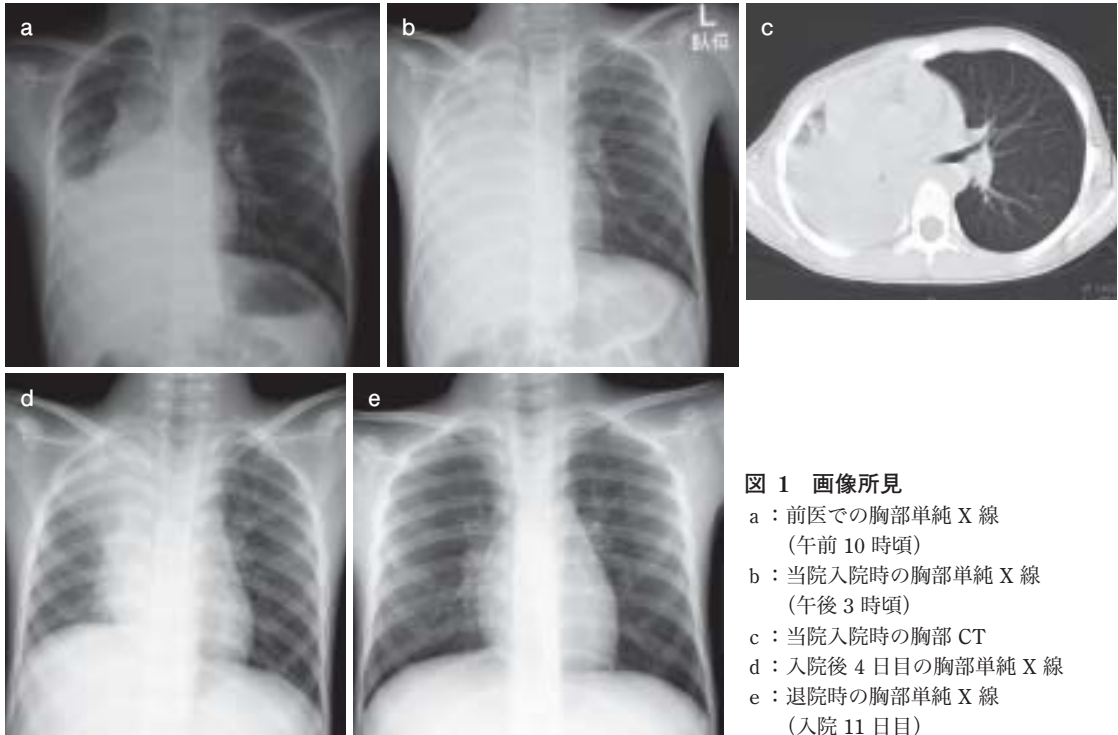 a
b
L
臥位
c
d
e
図 1 画像所見
a：前医での胸部単純 X 線
（午前 10 時頃）
b：当院入院時の胸部単純 X 線
（午後 3 時頃）
c：当院入院時の胸部 CT
d：入院後 4 日目の胸部単純 X 線
e：退院時の胸部単純 X 線
（入院 11 日目）